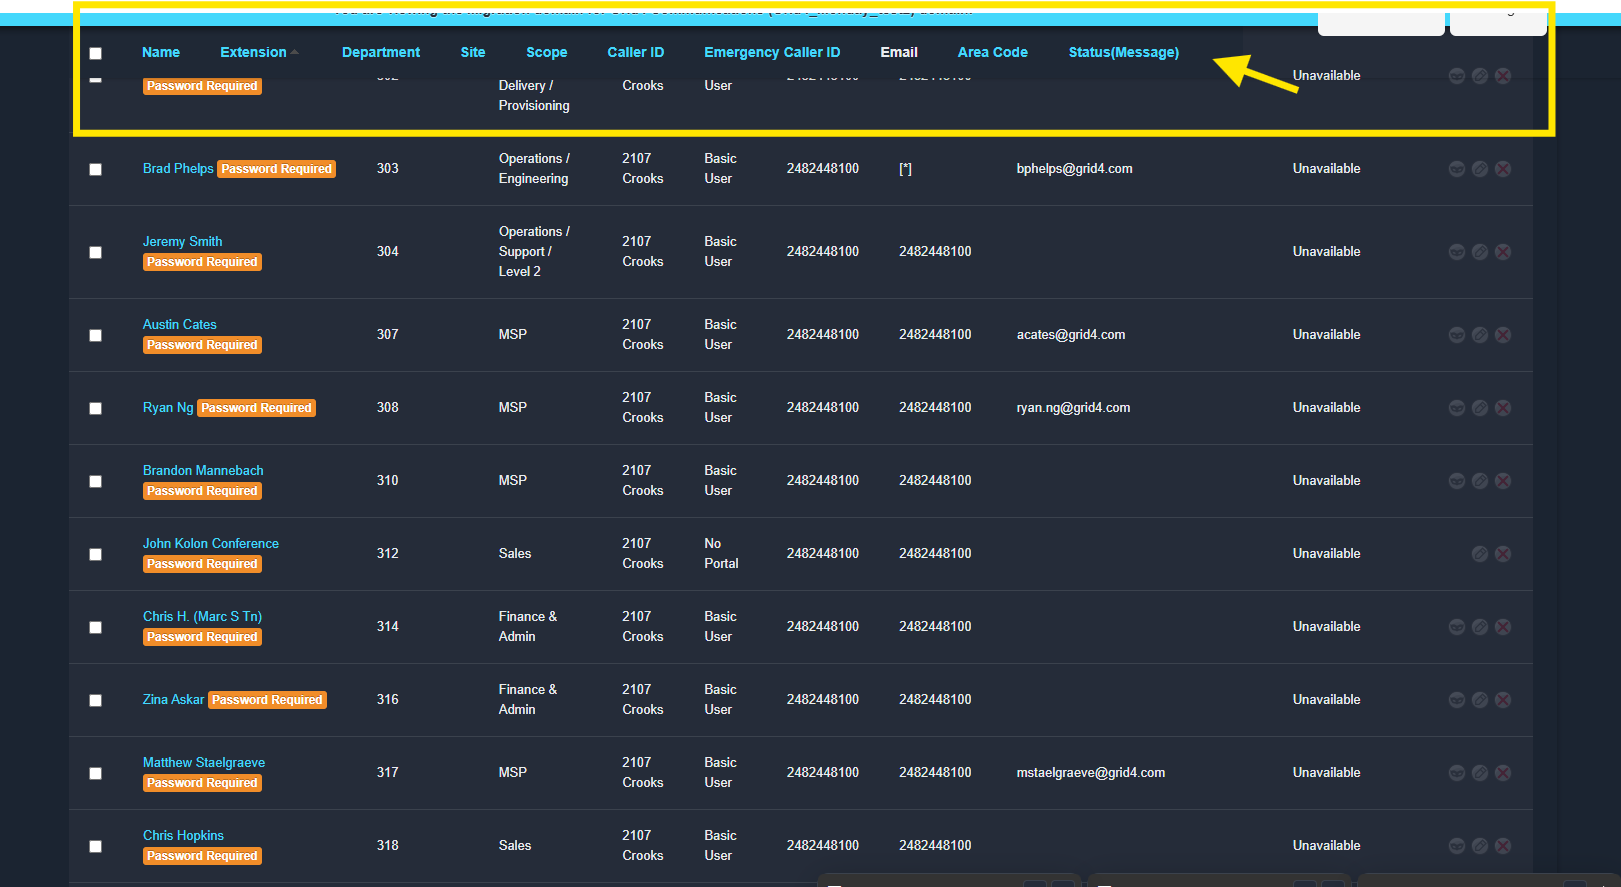 Name Extension Department Site Scope Caller ID Emergency Caller ID Email Area Code Status(Message)
Password Required Delivery / Provisioning Crooks User Unavailable
Brad Phelps Password Required 303 Operations / Engineering 2107 Crooks Basic User 2482448100 [*] bphelps@grid4.com Unavailable
Jeremy Smith Password Required 304 Operations / Support / Level 2 2107 Crooks Basic User 2482448100 2482448100 Unavailable
Austin Cates Password Required 307 MSP 2107 Crooks Basic User 2482448100 2482448100 acates@grid4.com Unavailable
Ryan Ng Password Required 308 MSP 2107 Crooks Basic User 2482448100 2482448100 ryan.ng@grid4.com Unavailable
Brandon Mannebach Password Required 310 MSP 2107 Crooks Basic User 2482448100 2482448100 Unavailable
John Kolon Conference Password Required 312 Sales 2107 Crooks No Portal 2482448100 2482448100 Unavailable
Chris H. (Marc S Tn) Password Required 314 Finance & Admin 2107 Crooks Basic User 2482448100 2482448100 Unavailable
Zina Askar Password Required 316 Finance & Admin 2107 Crooks Basic User 2482448100 2482448100 Unavailable
Matthew Staelgraeve Password Required 317 MSP 2107 Crooks Basic User 2482448100 2482448100 mstaelgraeve@grid4.com Unavailable
Chris Hopkins Password Required 318 Sales 2107 Crooks Basic User 2482448100 2482448100 Unavailable